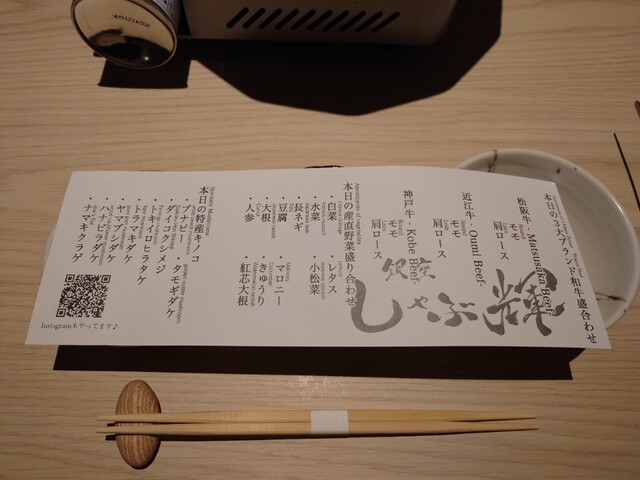 本日の3大ブランド和牛盛合わせ
松阪牛 - Matsusaka Beef-
モモ
肩ロース
近江牛 - Oumi Beef-
モモ
肩ロース
神戸牛 - Kobe Beef-
モモ
肩ロース
銀座
しゃぶ輝
本日の産直野菜盛り合わせ
Assortments of vegetables
・白菜
・レタス
・水菜
・小松菜
・長ネギ
・豆腐
・マロニー
・大根
・きゅうり
・人参
・紅芯大根
本日の特産キノコ
Specialty Mushrooms
・ブナピー
・タモギダケ
・ダイコクシメジ
・トキイロヒラタケ
・トラマキダケ
・ヤマブシダケ
・ハナビラダケ
・ナマキクラゲ
Instagramもやってます♪